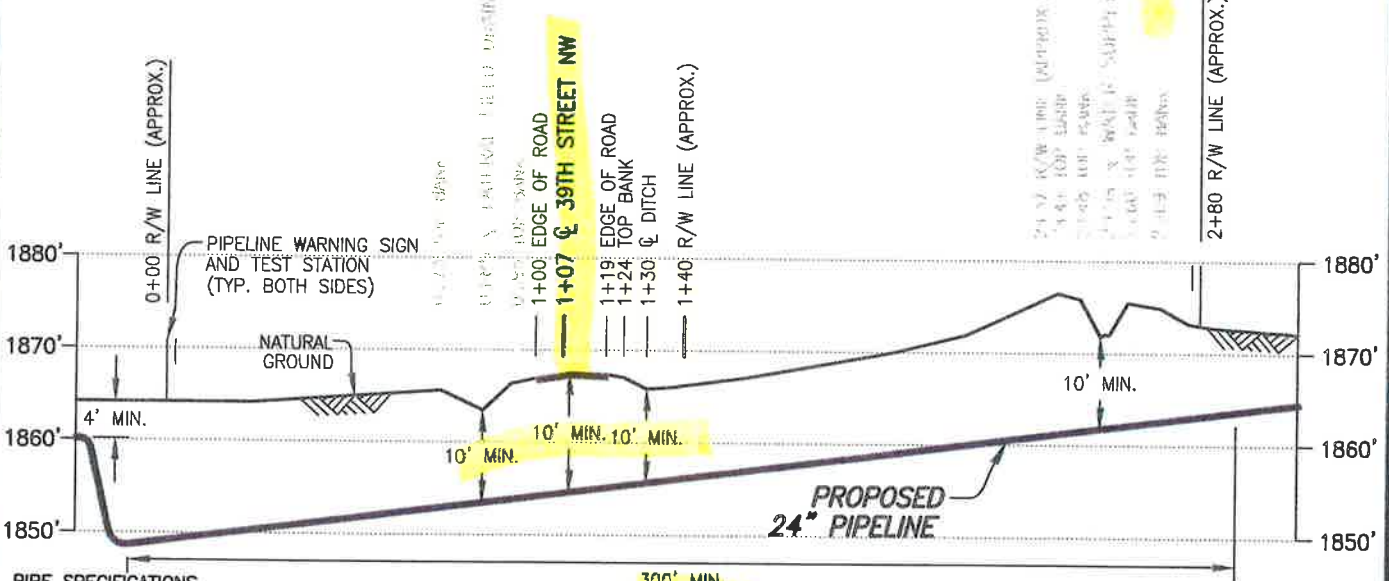 0+00 R/W LINE (APPROX.)
1+00 EDGE OF ROAD
1+07 ℄ 39TH STREET NW
1+19 EDGE OF ROAD
1+24 TOP BANK
1+30 ℄ DITCH
1+40 R/W LINE (APPROX.)
TOP BANK
2+80 R/W LINE (APPROX.)
PIPELINE WARNING SIGN
AND TEST STATION
(TYP. BOTH SIDES)
NATURAL
GROUND
1880'
1870'
1860'
1850'
1880'
1870'
1860'
1850'
4' MIN.
10' MIN.
10' MIN.
10' MIN.
10' MIN.
PROPOSED
24" PIPELINE
300' MIN.
PIPE SPECIFICATIONS